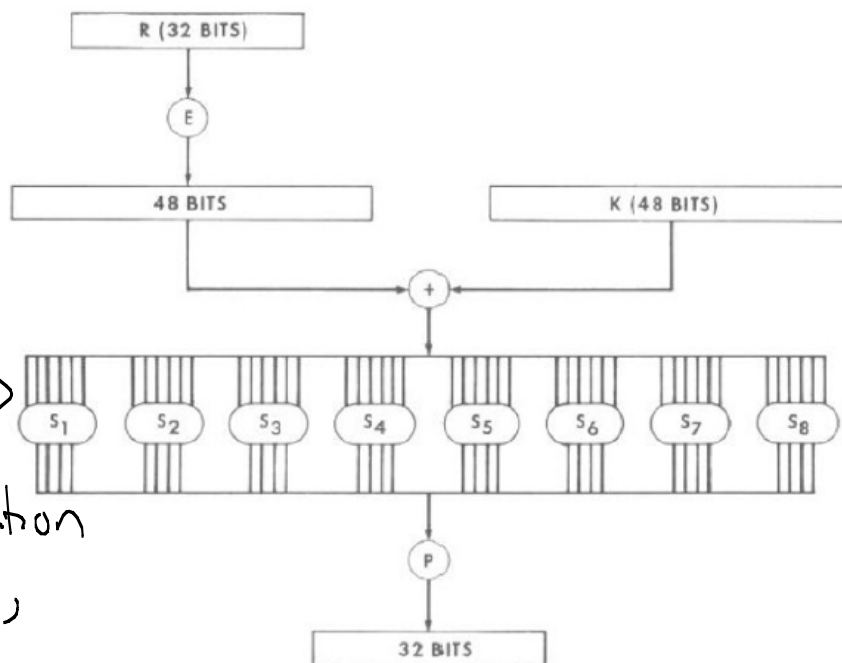 R (32 BITS)
E
48 BITS
K (48 BITS)
+
S1 S2 S3 S4 S5 S6 S7 S8
P
32 BITS